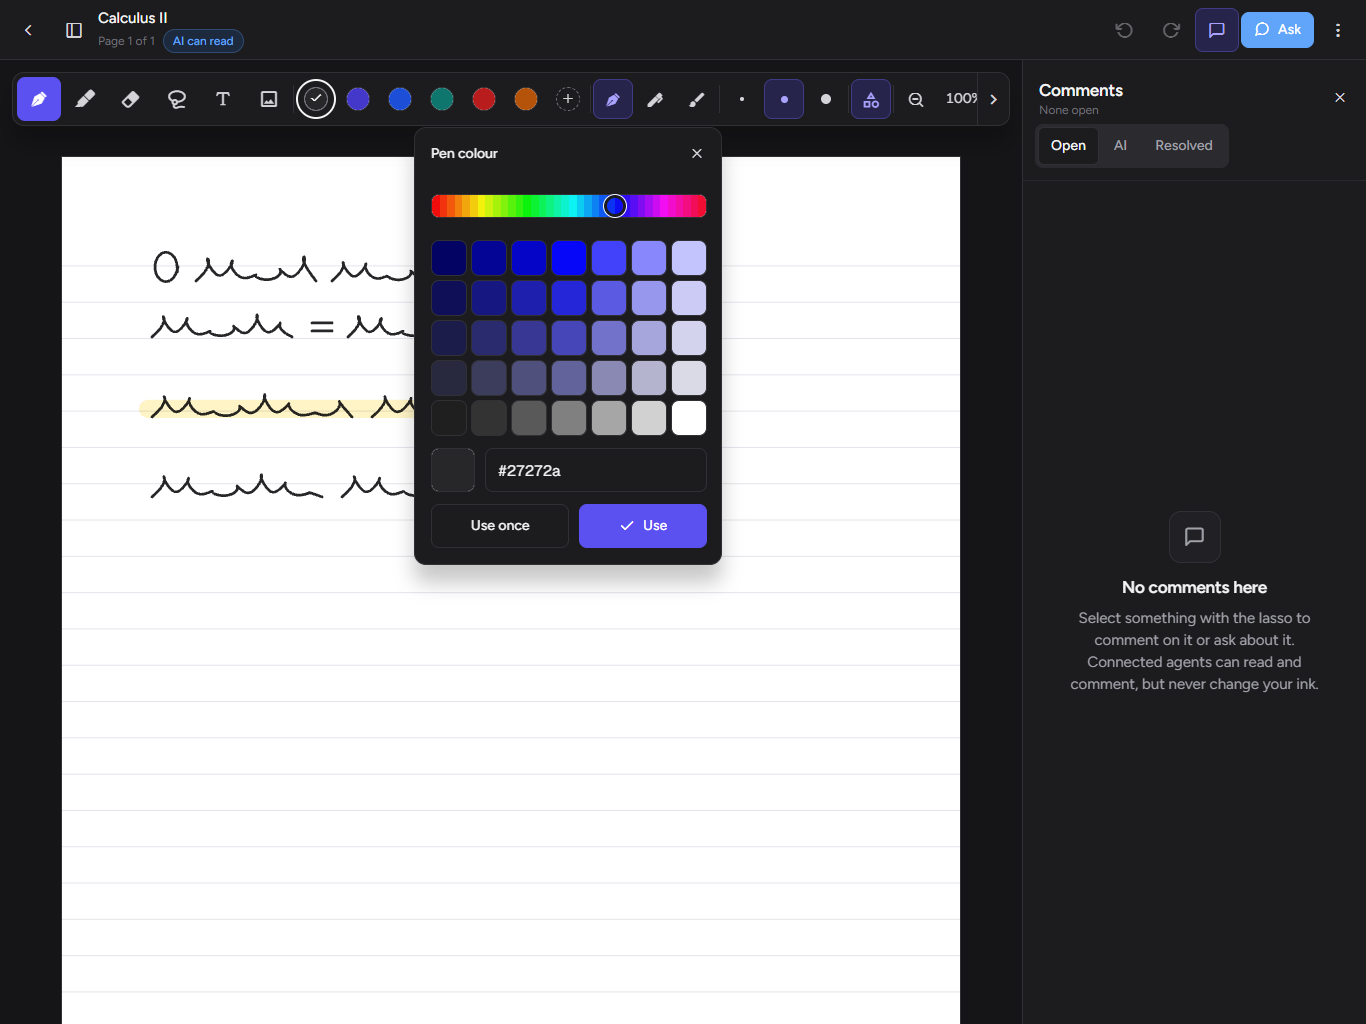 Calculus II
Page 1 of 1 AI can read
Ask
T
100%
Comments
None open
Open AI Resolved
Pen colour
#27272a
Use once Use
No comments here
Select something with the lasso to
comment on it or ask about it.
Connected agents can read and
comment, but never change your ink.